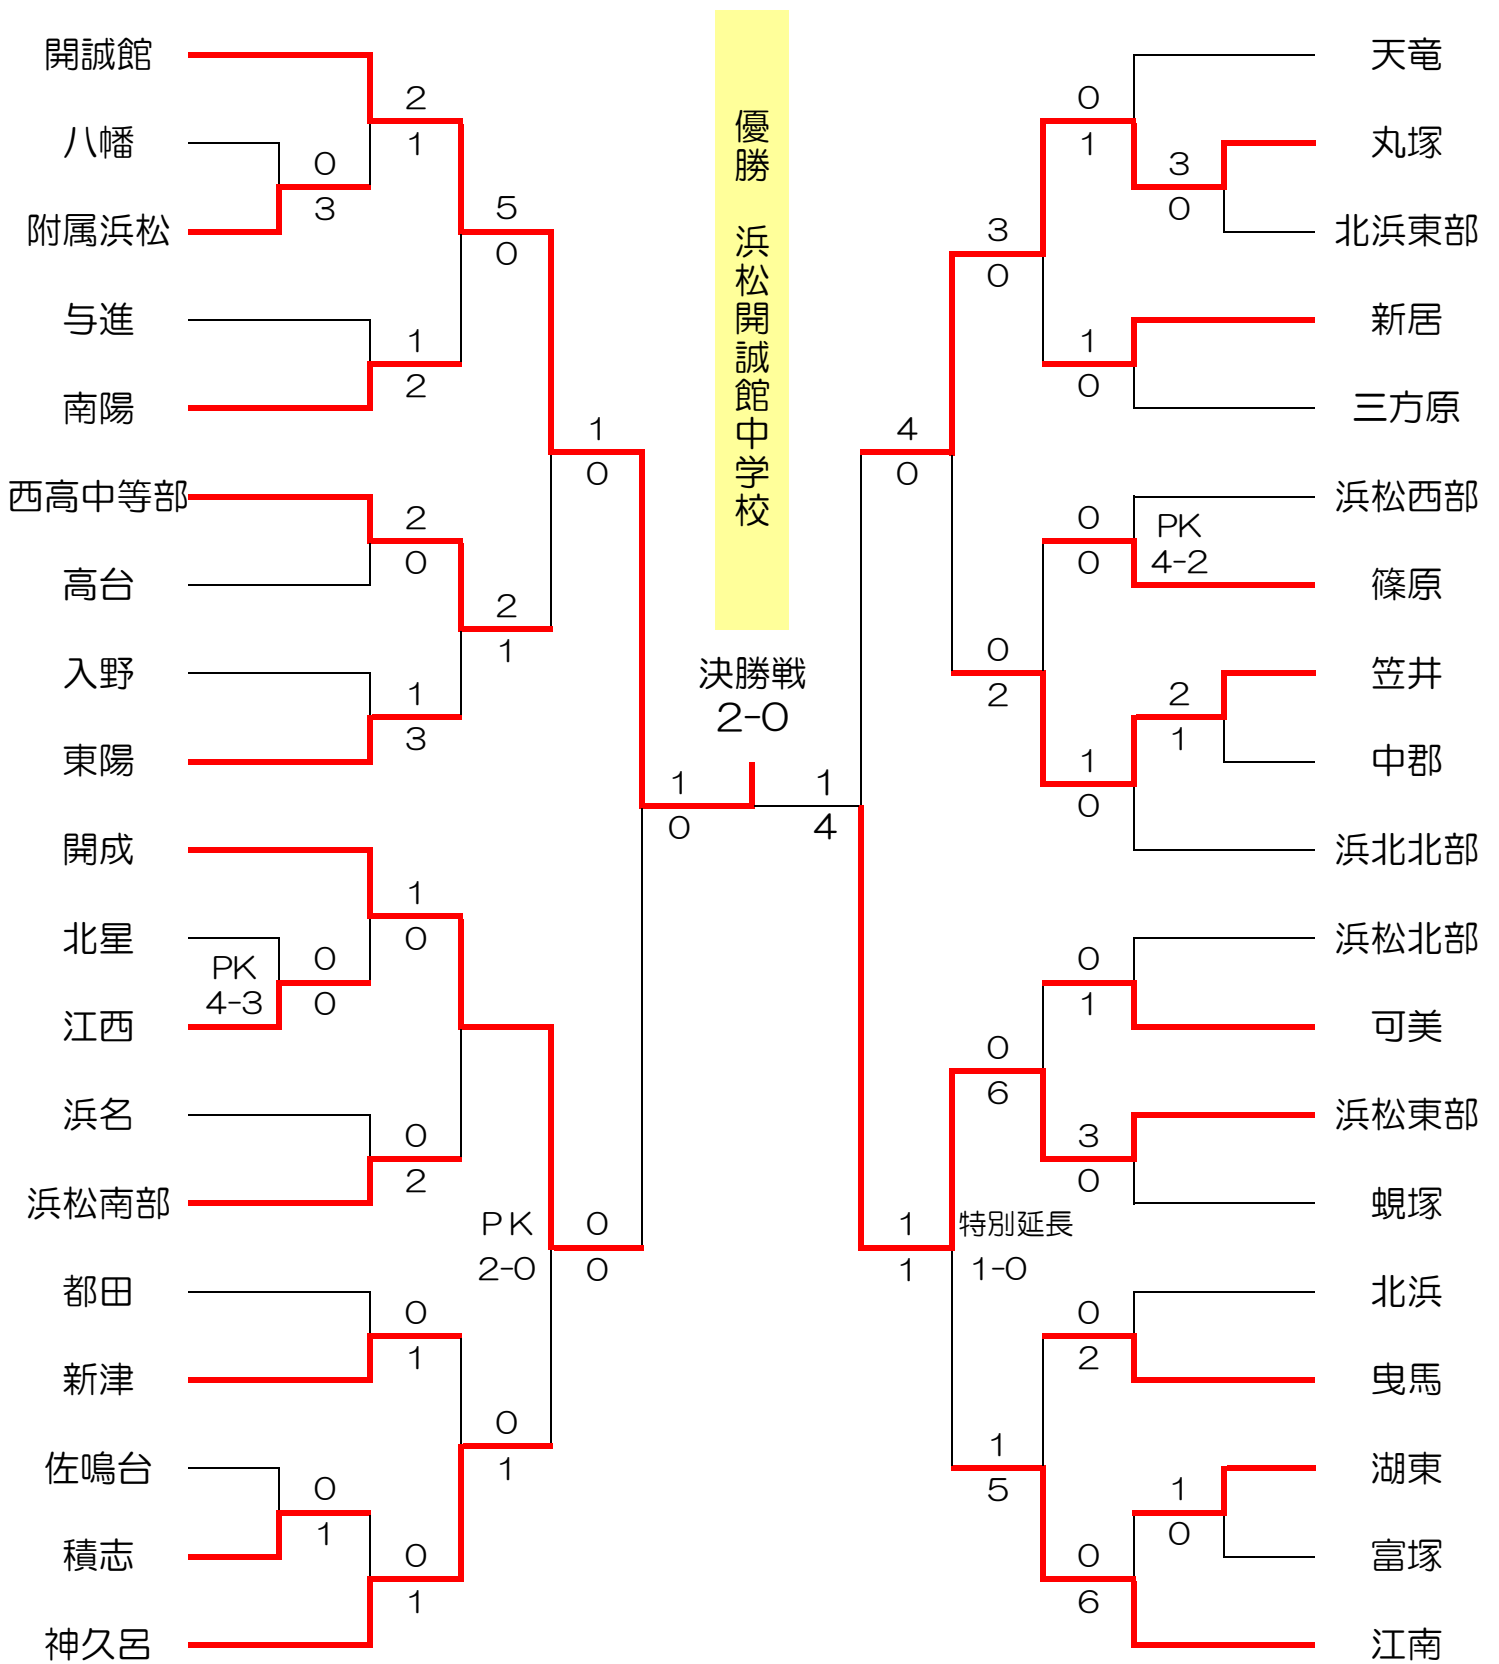 開誠館
八幡
附属浜松
与進
南陽
西高中等部
高台
入野
東陽
開成
北星
江西
浜名
浜松南部
都田
新津
佐鳴台
積志
神久呂
0
3
PK
4-3
0
0
0
1
2
1
1
2
2
0
1
3
1
0
0
2
0
1
0
1
5
0
2
1
PK
2-0
0
1
1
0
0
0
1
0
優勝 浜松開誠館中学校
決勝戦
2-0
1
4
4
0
1
1
特別延長
1-0
3
0
0
2
0
6
1
5
0
1
1
0
0
0
PK
4-2
1
0
0
1
3
0
0
2
0
6
3
0
2
1
1
0
天竜
丸塚
北浜東部
新居
三方原
浜松西部
篠原
笠井
中郡
浜北北部
浜松北部
可美
浜松東部
蜆塚
北浜
曳馬
湖東
富塚
江南